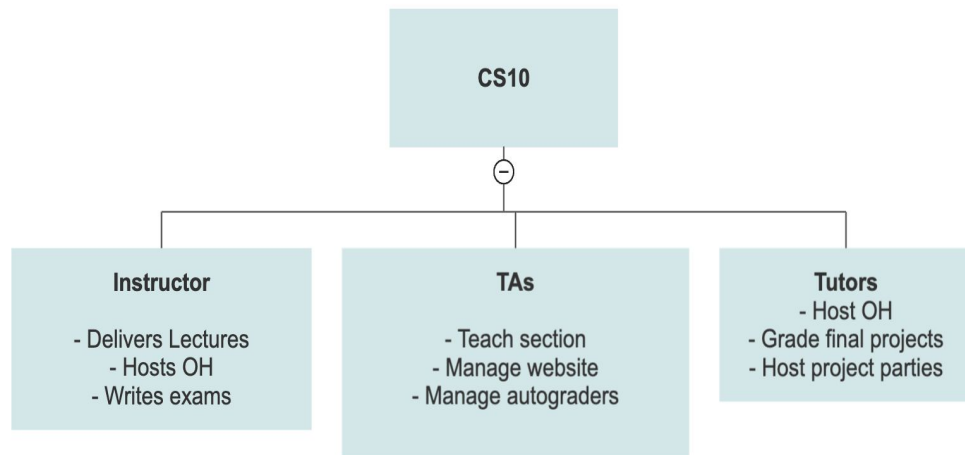 CS10
Instructor
- Delivers Lectures
- Hosts OH
- Writes exams
TAs
- Teach section
- Manage website
- Manage autograders
Tutors
- Host OH
- Grade final projects
- Host project parties